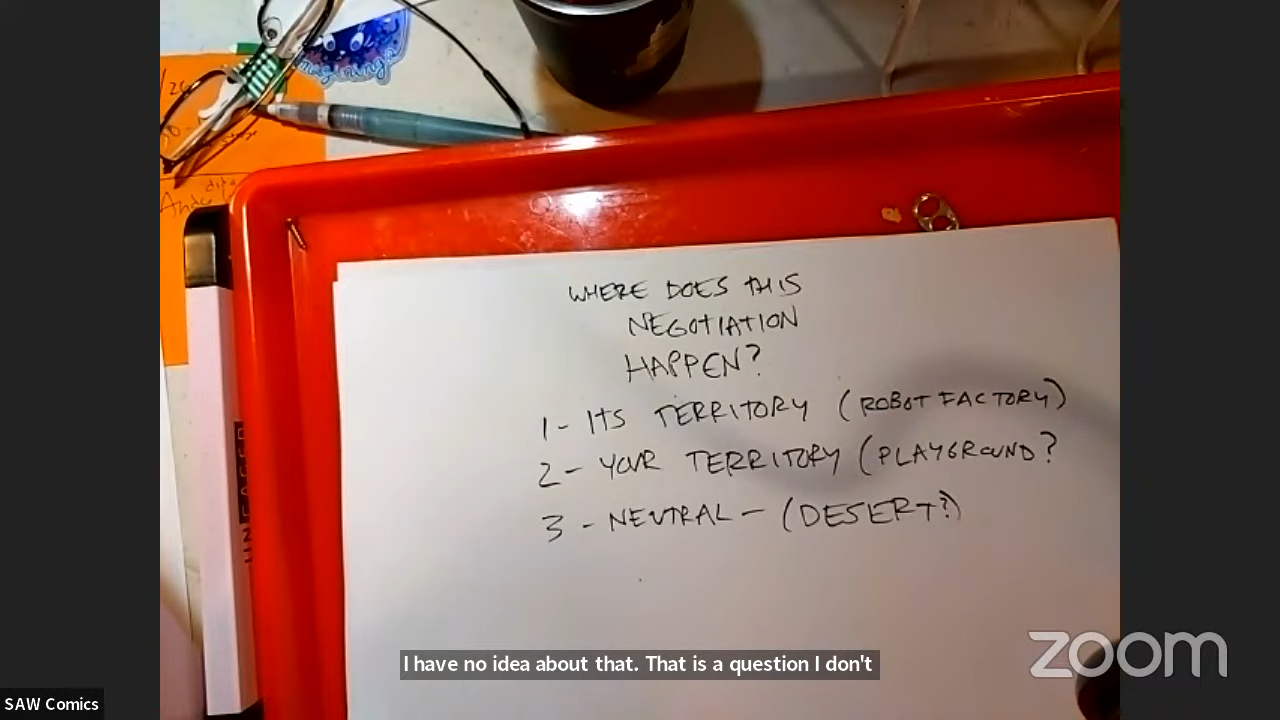 WHERE DOES THIS
NEGOTIATION
HAPPEN?
1- ITS TERRITORY (ROBOT FACTORY)
2- YOUR TERRITORY (PLAYGROUND?
3 - NEUTRAL - (DESERT?)
I have no idea about that. That is a question I don't
zoom
SAW Comics